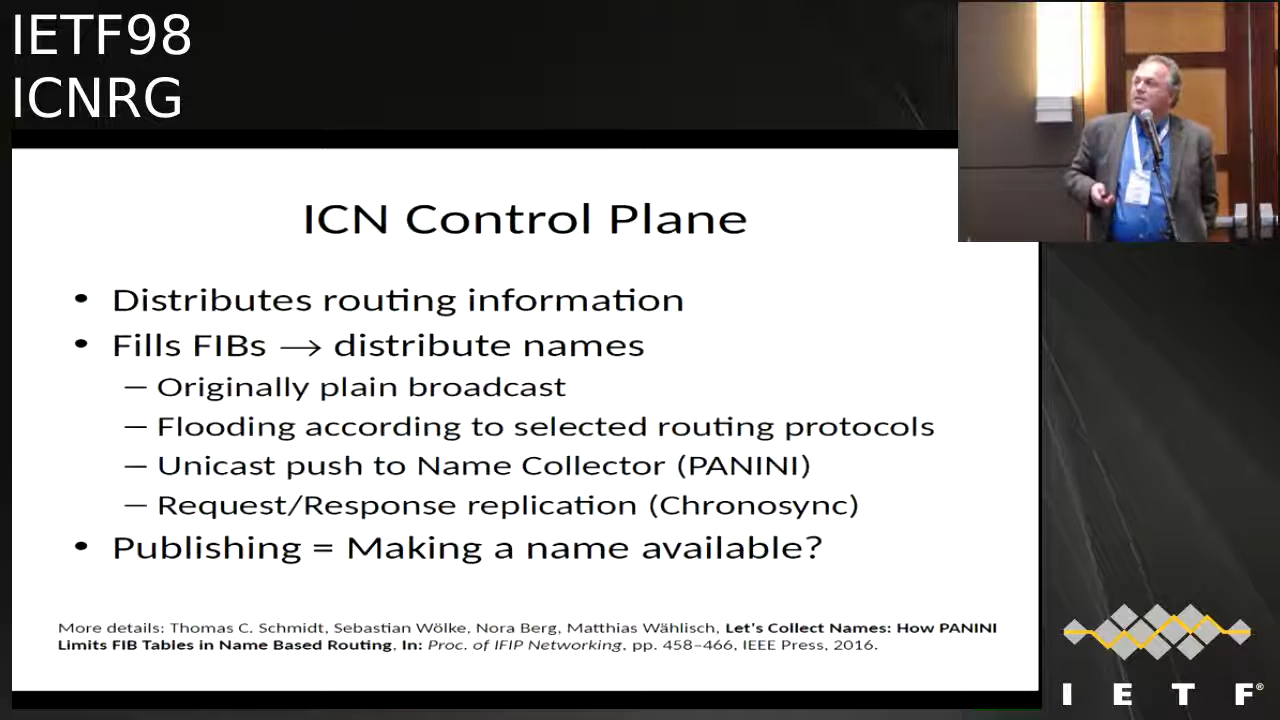 IETF98
ICNRG
ICN Control Plane
• Distributes routing information
• Fills FIBs → distribute names
– Originally plain broadcast
– Flooding according to selected routing protocols
– Unicast push to Name Collector (PANINI)
– Request/Response replication (Chronosync)
• Publishing = Making a name available?
More details: Thomas C. Schmidt, Sebastian Wölke, Nora Berg, Matthias Wählisch, Let's Collect Names: How PANINI
Limits FIB Tables in Name Based Routing, In: Proc. of IFIP Networking, pp. 458–466, IEEE Press, 2016.
I E T F®